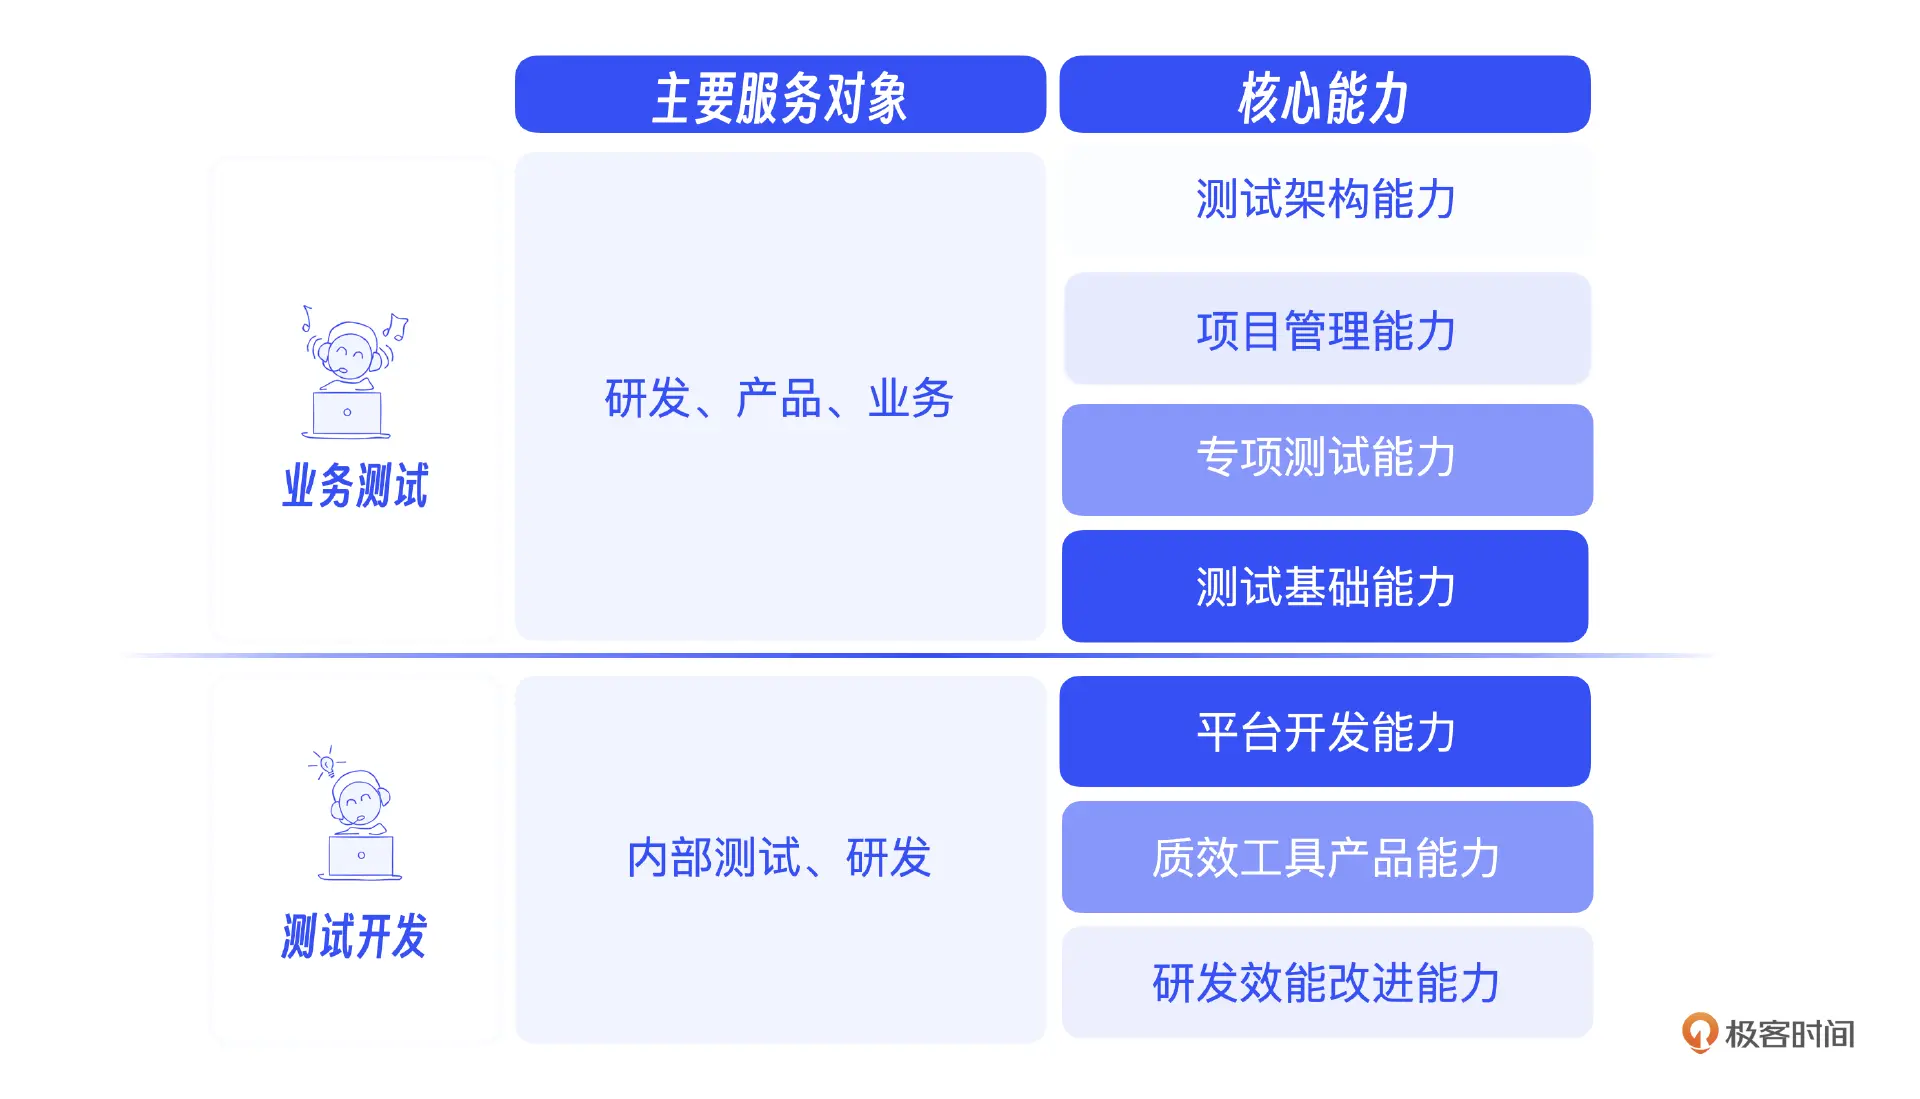 主要服务对象
核心能力
业务测试
研发、产品、业务
测试架构能力
项目管理能力
专项测试能力
测试基础能力
测试开发
内部测试、研发
平台开发能力
质效工具产品能力
研发效能改进能力
极客时间